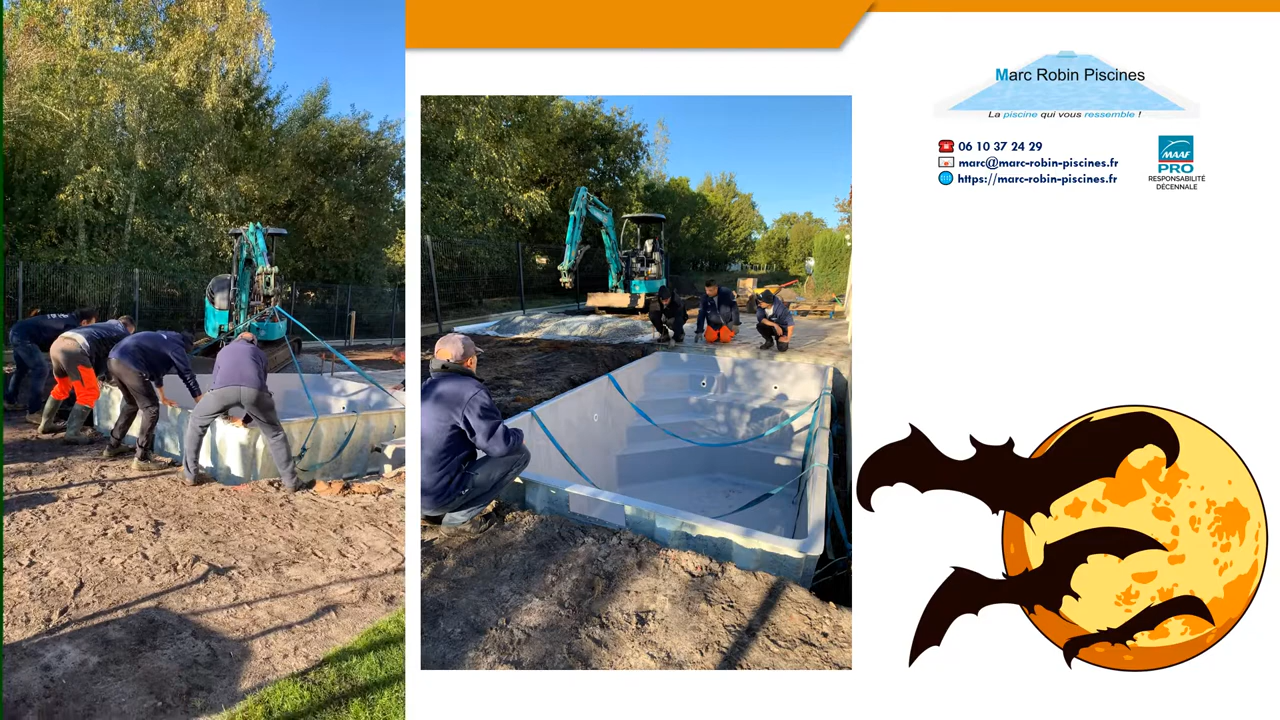 Marc Robin Piscines
La piscine qui vous ressemble !
06 10 37 24 29
marc@marc-robin-piscines.fr
https://marc-robin-piscines.fr
MAAF
PRO
RESPONSABILITÉ
DÉCENNALE